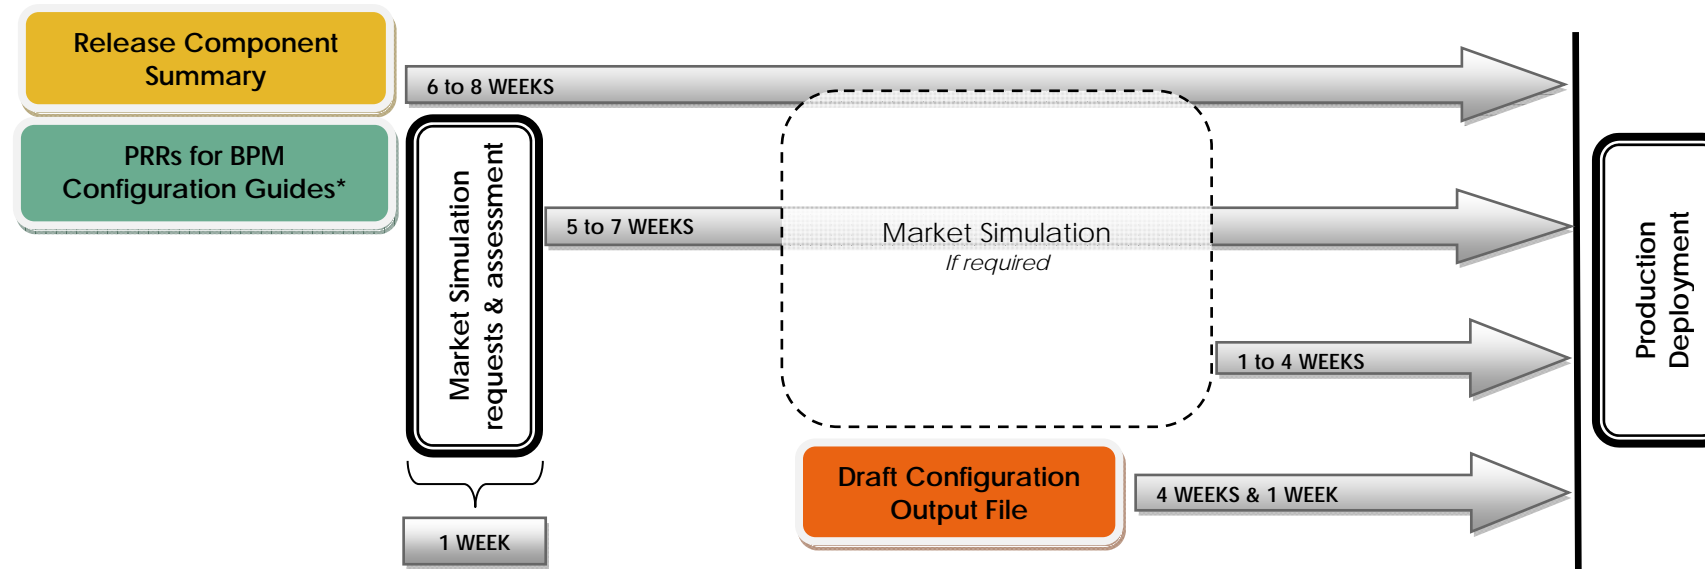 Release Component
Summary
6 to 8 WEEKS
PRRs for BPM
Configuration Guides*
Market Simulation
requests & assessment
5 to 7 WEEKS
Market Simulation
If required
1 to 4 WEEKS
Production
Deployment
Draft Configuration
Output File
4 WEEKS & 1 WEEK
1 WEEK